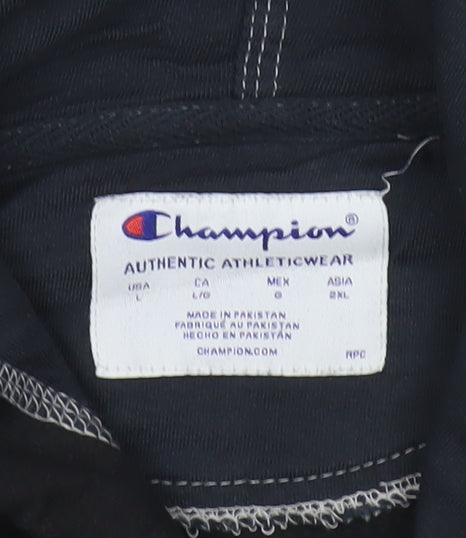 Champion®
AUTHENTIC ATHLETICWEAR
USA CA MEX ASIA
L L/G G 2XL
MADE IN PAKISTAN
FABRIQUÉ AU PAKISTAN
HECHO EN PAKISTÁN
CHAMPION.COM RPC